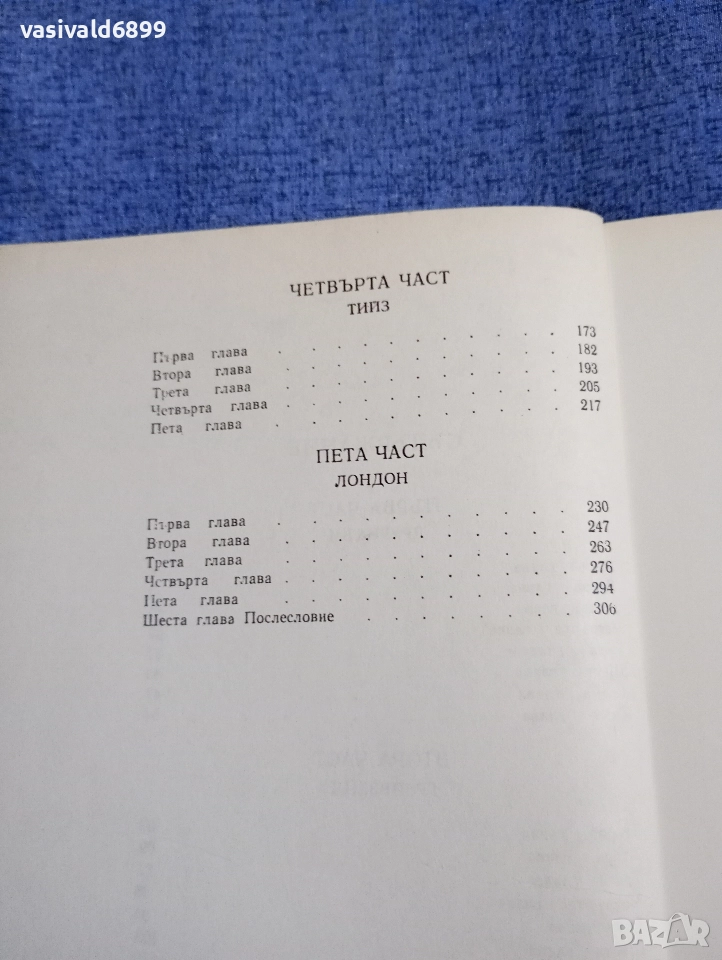 vasivald6899
ЧЕТВЪРТА ЧАСТ
ТИЙЗ
Първа глава . . . . . . . . . . 173
Втора глава . . . . . . . . . . 182
Трета глава . . . . . . . . . . 193
Четвърта глава . . . . . . . . . . 205
Пета глава . . . . . . . . . . 217
ПЕТА ЧАСТ
ЛОНДОН
Първа глава . . . . . . . . . . 230
Втора глава . . . . . . . . . . 247
Трета глава . . . . . . . . . . 263
Четвърта глава . . . . . . . . . . 276
Пета глава . . . . . . . . . . 294
Шеста глава Послесловие . . . . . . . 306
BAZAR